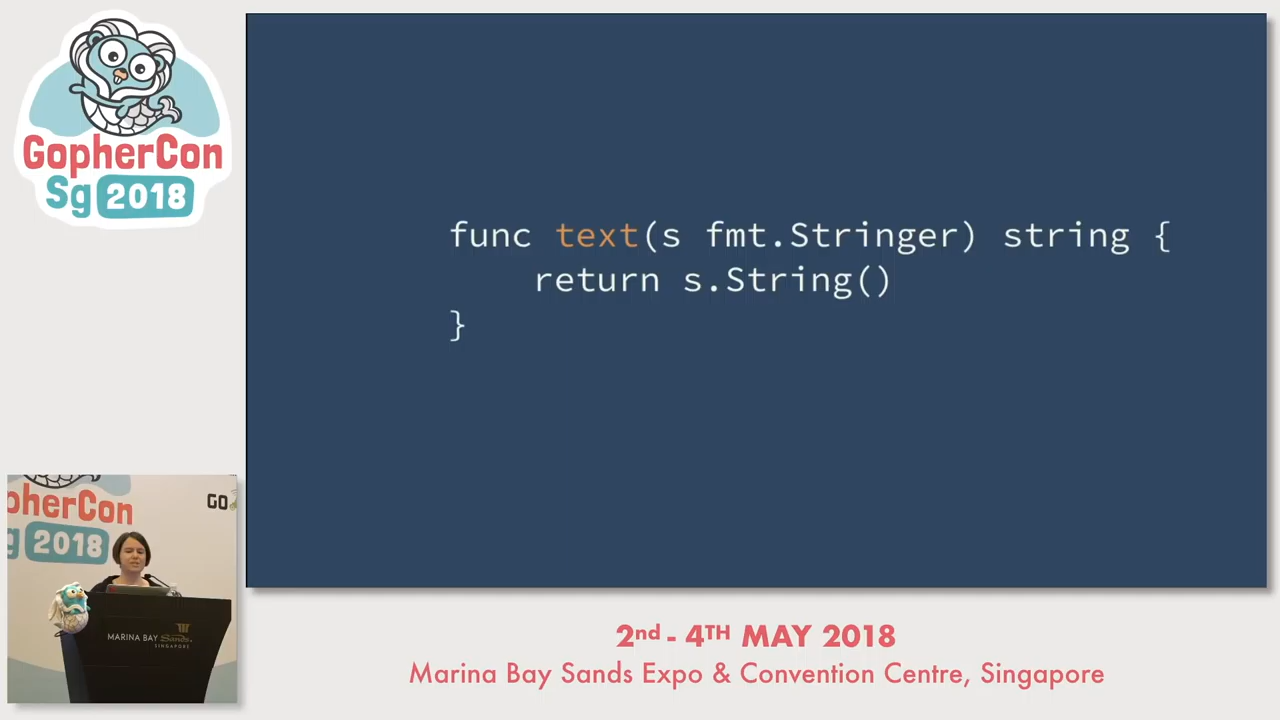 GopherCon
Sg 2018
func text(s fmt.Stringer) string {
    return s.String()
}
pherCon
g 2018
GO
MARINA BAY Sands
SINGAPORE
2nd - 4TH MAY 2018
Marina Bay Sands Expo & Convention Centre, Singapore